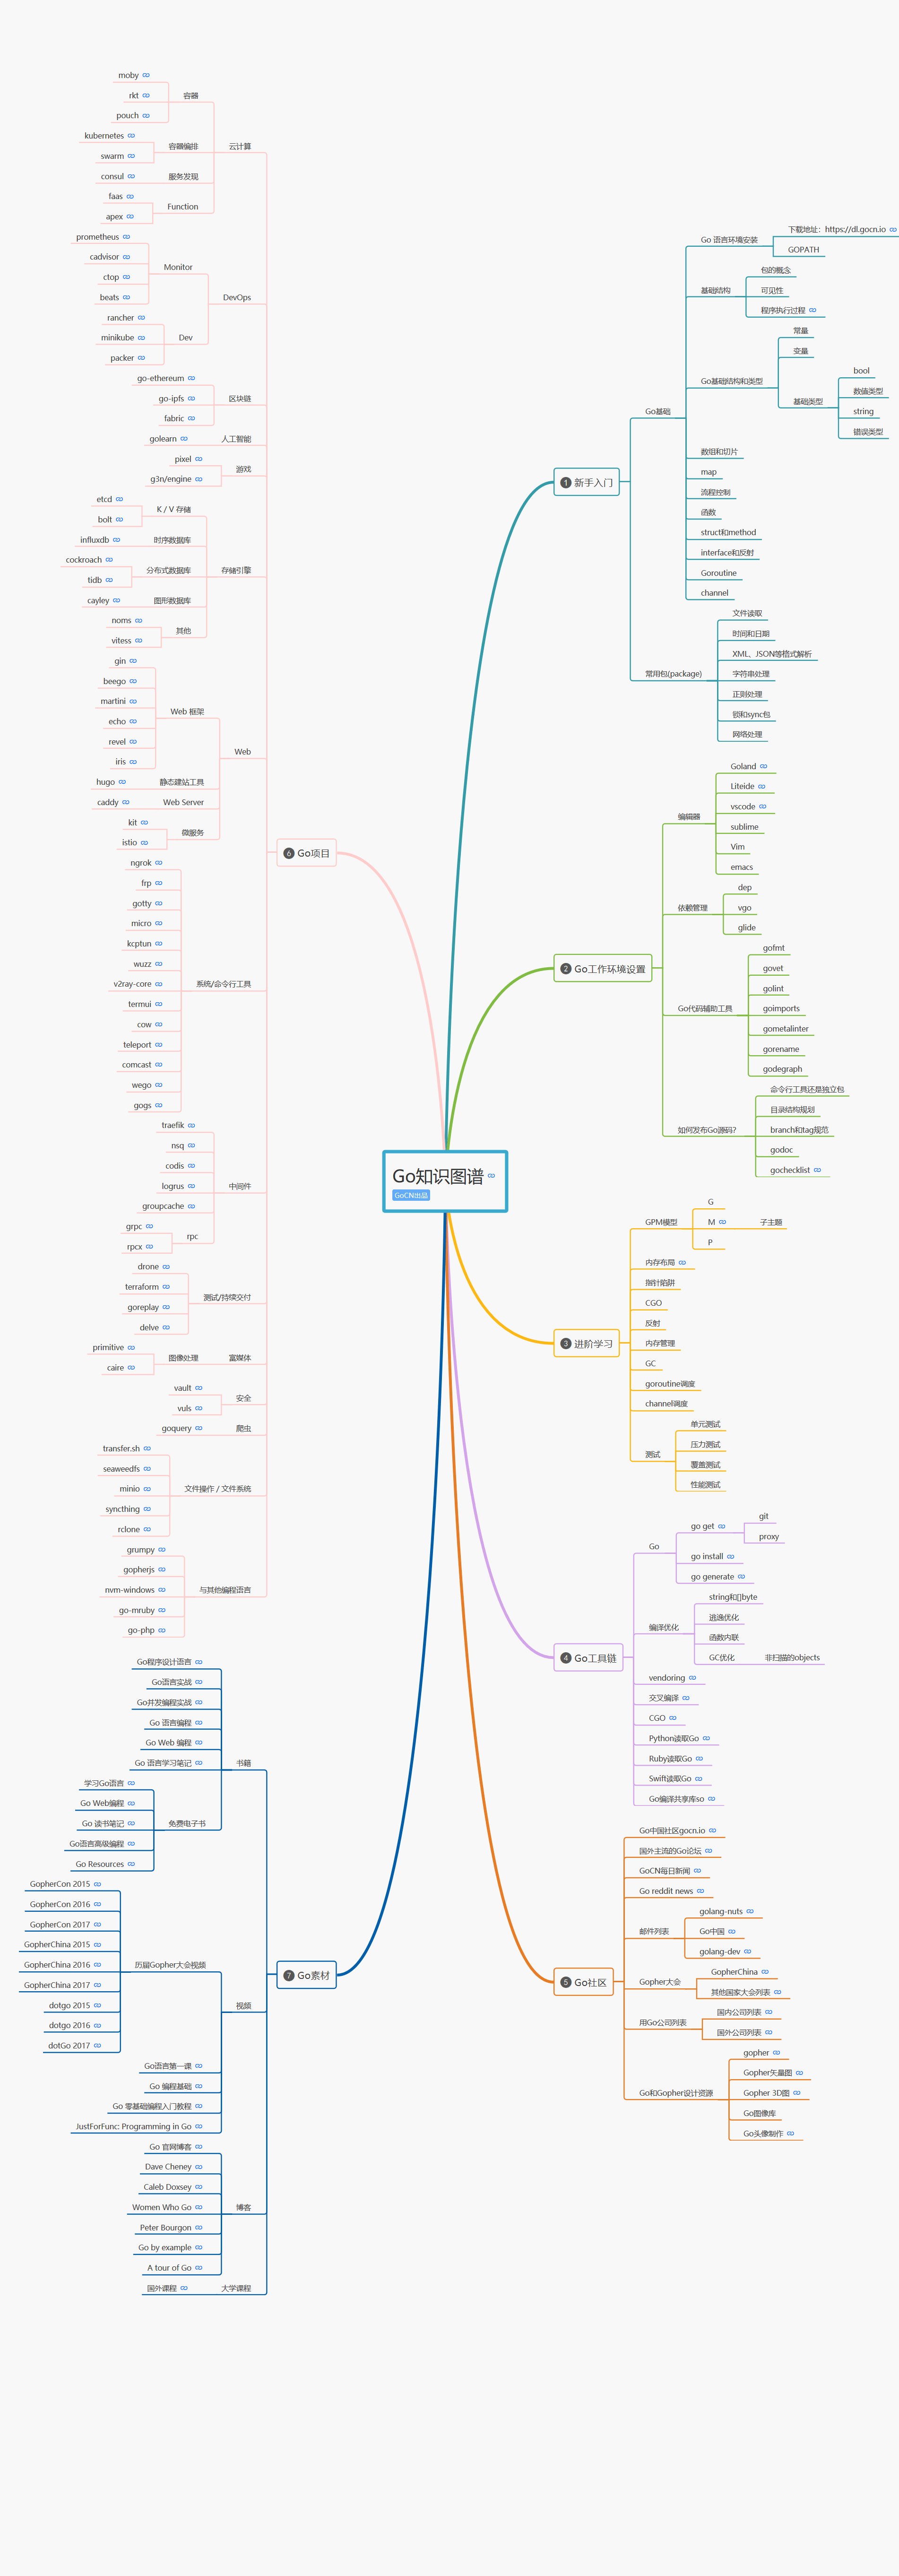 Go知识图谱
GoCN出品
1 新手入门
Go基础
Go 语言环境安装
下载地址：https://dl.gocn.io
GOPATH
基础结构
包的概念
可见性
程序执行过程
Go基础结构和类型
常量
变量
基础类型
bool
数值类型
string
错误类型
数组和切片
map
流程控制
函数
struct和method
interface和反射
Goroutine
channel
常用包(package)
文件读取
时间和日期
XML、JSON等格式解析
字符串处理
正则处理
锁和sync包
网络处理
2 Go工作环境设置
编辑器
Goland
Liteide
vscode
sublime
Vim
emacs
依赖管理
dep
vgo
glide
Go代码辅助工具
gofmt
govet
golint
goimports
gometalinter
gorename
godegraph
如何发布Go源码?
命令行工具还是独立包
目录结构规划
branch和tag规范
godoc
gochecklist
3 进阶学习
GPM模型
G
M
子主题
P
内存布局
指针陷阱
CGO
反射
内存管理
GC
goroutine调度
channel调度
测试
单元测试
压力测试
覆盖测试
性能测试
4 Go工具链
Go
go get
git
proxy
go install
go generate
编译优化
string和[]byte
逃逸优化
函数内联
GC优化
非扫描的objects
vendoring
交叉编译
CGO
Python读取Go
Ruby读取Go
Swift读取Go
Go编译共享库so
5 Go社区
Go中国社区gocn.io
国外主流的Go论坛
GoCN每日新闻
Go reddit news
邮件列表
golang-nuts
Go中国
golang-dev
Gopher大会
GopherChina
其他国家大会列表
用Go公司列表
国内公司列表
国外公司列表
Go和Gopher设计资源
gopher
Gopher矢量图
Gopher 3D图
Go图像库
Go头像制作
6 Go项目
云计算
容器
moby
rkt
pouch
容器编排
kubernetes
swarm
服务发现
consul
Function
faas
apex
DevOps
Monitor
prometheus
cadvisor
ctop
beats
Dev
rancher
minikube
packer
区块链
go-ethereum
go-ipfs
fabric
人工智能
golearn
游戏
pixel
g3n/engine
存储引擎
K / V 存储
etcd
bolt
时序数据库
influxdb
分布式数据库
cockroach
tidb
图形数据库
cayley
其他
noms
vitess
Web
Web 框架
gin
beego
martini
echo
revel
iris
静态建站工具
hugo
Web Server
caddy
微服务
kit
istio
系统/命令行工具
ngrok
frp
gotty
micro
kcptun
wuzz
v2ray-core
termui
cow
teleport
comcast
wego
gogs
中间件
traefik
nsq
codis
logrus
groupcache
rpc
grpc
rpcx
测试/持续交付
drone
terraform
goreplay
delve
富媒体
图像处理
primitive
caire
安全
vault
vuls
爬虫
goquery
文件操作 / 文件系统
transfer.sh
seaweedfs
minio
syncthing
rclone
与其他编程语言
grumpy
gopherjs
nvm-windows
go-mruby
go-php
7 Go素材
书籍
Go程序设计语言
Go语言实战
Go并发编程实战
Go 语言编程
Go Web 编程
Go 语言学习笔记
免费电子书
学习Go语言
Go Web编程
Go 读书笔记
Go语言高级编程
Go Resources
视频
历届Gopher大会视频
GopherCon 2015
GopherCon 2016
GopherCon 2017
GopherChina 2015
GopherChina 2016
GopherChina 2017
dotgo 2015
dotgo 2016
dotGo 2017
Go语言第一课
Go 编程基础
Go 零基础编程入门教程
JustForFunc: Programming in Go
博客
Go 官网博客
Dave Cheney
Caleb Doxsey
Women Who Go
Peter Bourgon
Go by example
A tour of Go
大学课程
国外课程